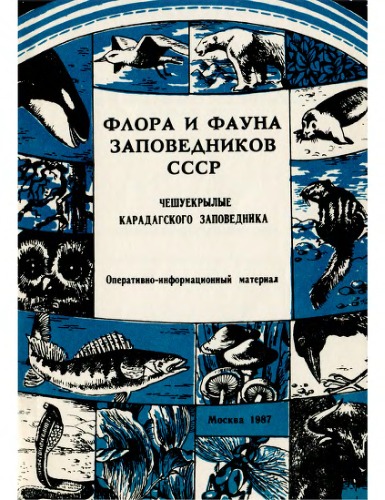 ФЛОРА И ФАУНА
ЗАПОВЕДНИКОВ
СССР
ЧЕШУЕКРЫЛЫЕ
КАРАДАГСКОГО ЗАПОВЕДНИКА
Оперативно-информационный материал
Москва 1987